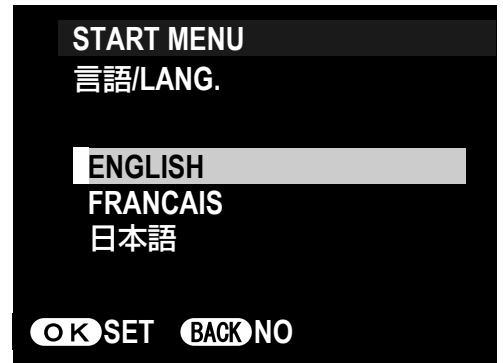 START MENU
言語/LANG.
ENGLISH
FRANCAIS
日本語
OK SET BACK NO